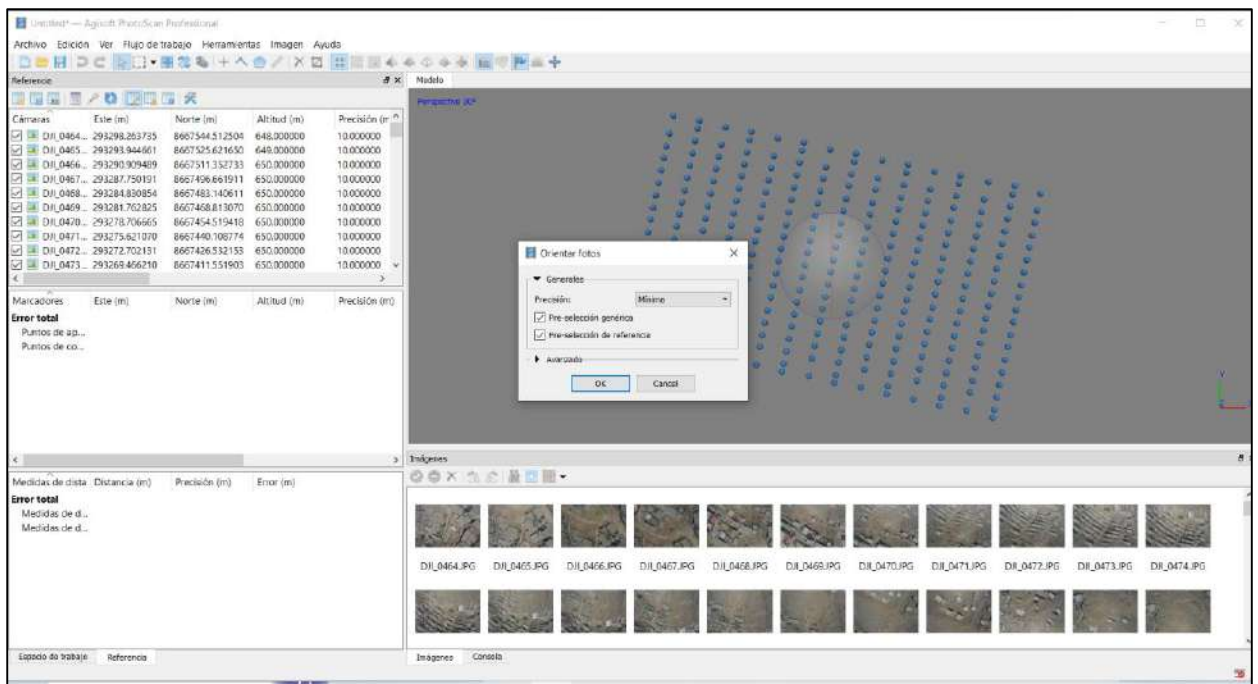 Untitled* — Agisoft PhotoScan Professional
Archivo Edición Ver Flujo de trabajo Herramientas Imagen Ayuda
Referencia
Cámaras Este (m) Norte (m) Altitud (m) Precisión (m
DJI_0464... 293298.263735 8667544.512504 648.000000 10.000000
DJI_0465... 293293.944661 8667525.621650 649.000000 10.000000
DJI_0466... 293290.909489 8667511.352733 650.000000 10.000000
DJI_0467... 293287.750191 8667496.661911 650.000000 10.000000
DJI_0468... 293284.830854 8667483.140611 650.000000 10.000000
DJI_0469... 293281.762825 8667468.813070 650.000000 10.000000
DJI_0470... 293278.706665 8667454.519418 650.000000 10.000000
DJI_0471... 293275.621070 8667440.108774 650.000000 10.000000
DJI_0472... 293272.702151 8667426.532153 650.000000 10.000000
DJI_0473... 293269.466210 8667411.551903 650.000000 10.000000
Marcadores Este (m) Norte (m) Altitud (m) Precisión (m)
Error total
Puntos de ap...
Puntos de co...
Medidas de dista Distancia (m) Precisión (m) Error (m)
Error total
Medidas de d...
Medidas de d...
Espacio de trabajo Referencia
Modelo
Perspectiva 30°
Orientar fotos
Generales
Precisión: Mínima
Pre-selección genérica
Pre-selección de referencia
Avanzado
OK Cancel
Y
Imágenes
DJI_0464.JPG DJI_0465.JPG DJI_0466.JPG DJI_0467.JPG DJI_0468.JPG DJI_0469.JPG DJI_0470.JPG DJI_0471.JPG DJI_0472.JPG DJI_0473.JPG DJI_0474.JPG
Imágenes Consola